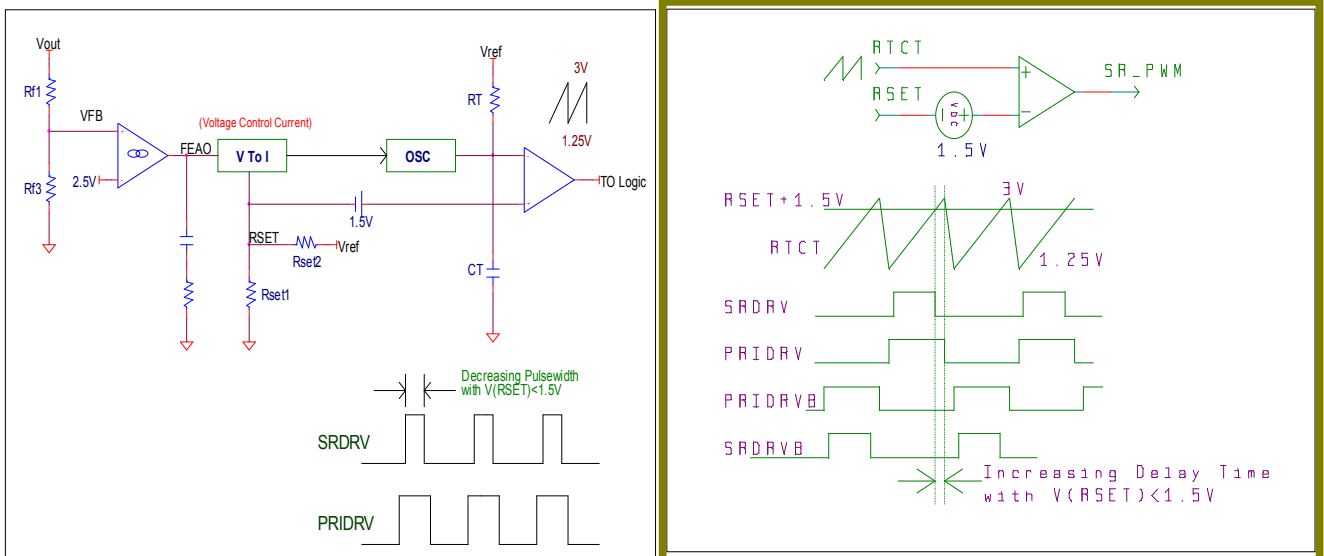 Vout
Rf1
VFB
Rf3
2.5V
FEAO
(Voltage Control Current)
V To I
OSC
Vref
RT
3V
1.25V
TO Logic
1.5V
RSET
Vref
Rset2
Rset1
CT
Decreasing Pulsewidth
with V(RSET)<1.5V
SRDRV
PRIDRV
RTCT
RSET
VDC
SR_PWM
1.5V
RSET+1.5V
3V
RTCT
1.25V
SRDRV
PRIDRV
PRIDRVB
SRDRVB
Increasing Delay Time
with V(RSET)<1.5V